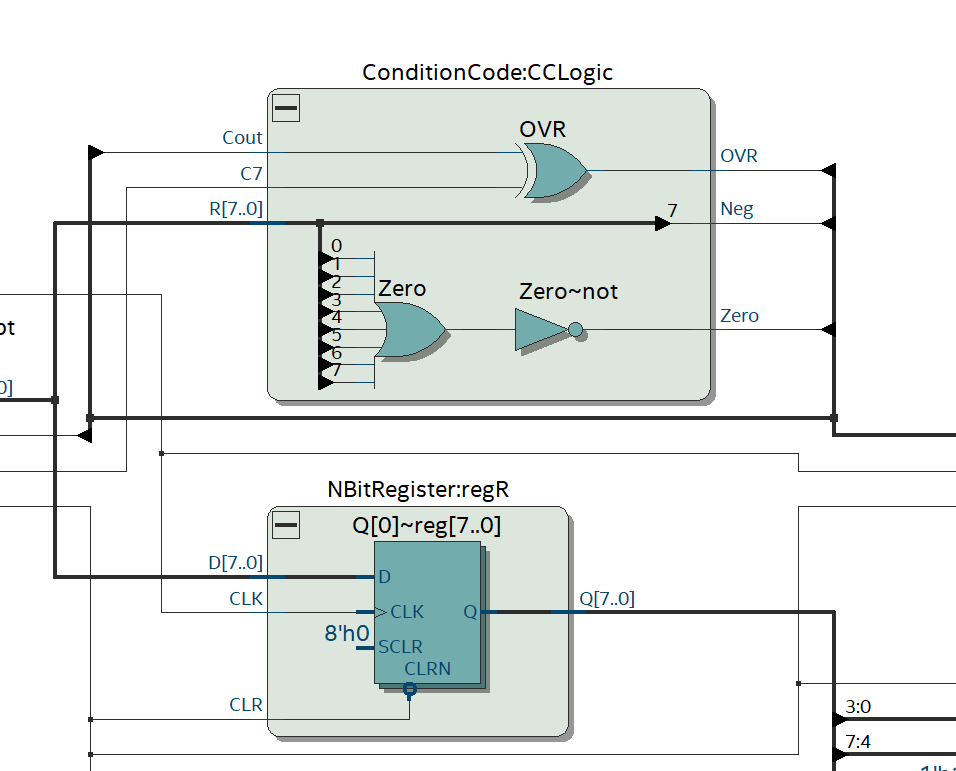 ConditionCode:CCLogic
OVR
Cout
OVR
C7
R[7..0]
7
Neg
0
1
2
Zero
Zero~not
3
Zero
4
5
6
7
0]
NBitRegister:regR
Q[0]~reg[7..0]
D[7..0]
D
CLK
Q[7..0]
CLK
Q
8'h0
SCLR
CLRN
CLR
3:0
7:4